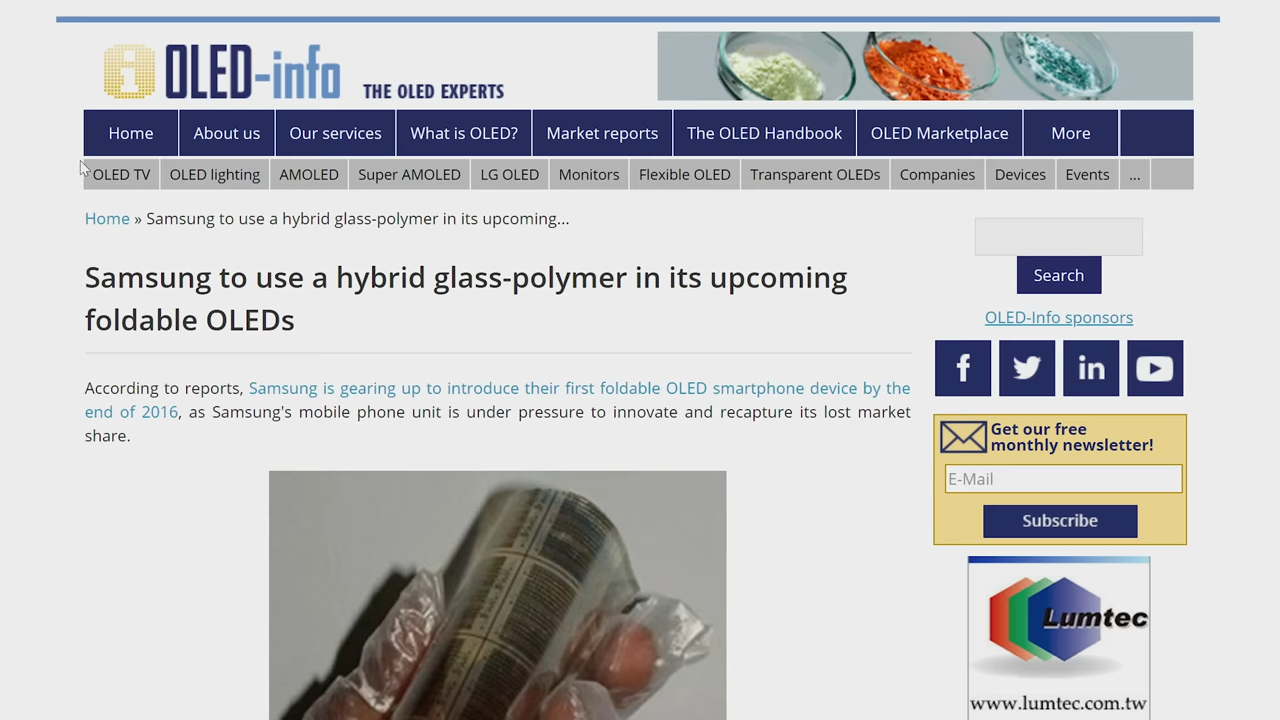 OLED-info THE OLED EXPERTS
Home About us Our services What is OLED? Market reports The OLED Handbook OLED Marketplace More
OLED TV OLED lighting AMOLED Super AMOLED LG OLED Monitors Flexible OLED Transparent OLEDs Companies Devices Events ...
Home » Samsung to use a hybrid glass-polymer in its upcoming...
Samsung to use a hybrid glass-polymer in its upcoming
foldable OLEDs
According to reports, Samsung is gearing up to introduce their first foldable OLED smartphone device by the
end of 2016, as Samsung's mobile phone unit is under pressure to innovate and recapture its lost market
share.
Search
OLED-Info sponsors
Get our free
monthly newsletter!
E-Mail
Subscribe
Lumtec
www.lumtec.com.tw